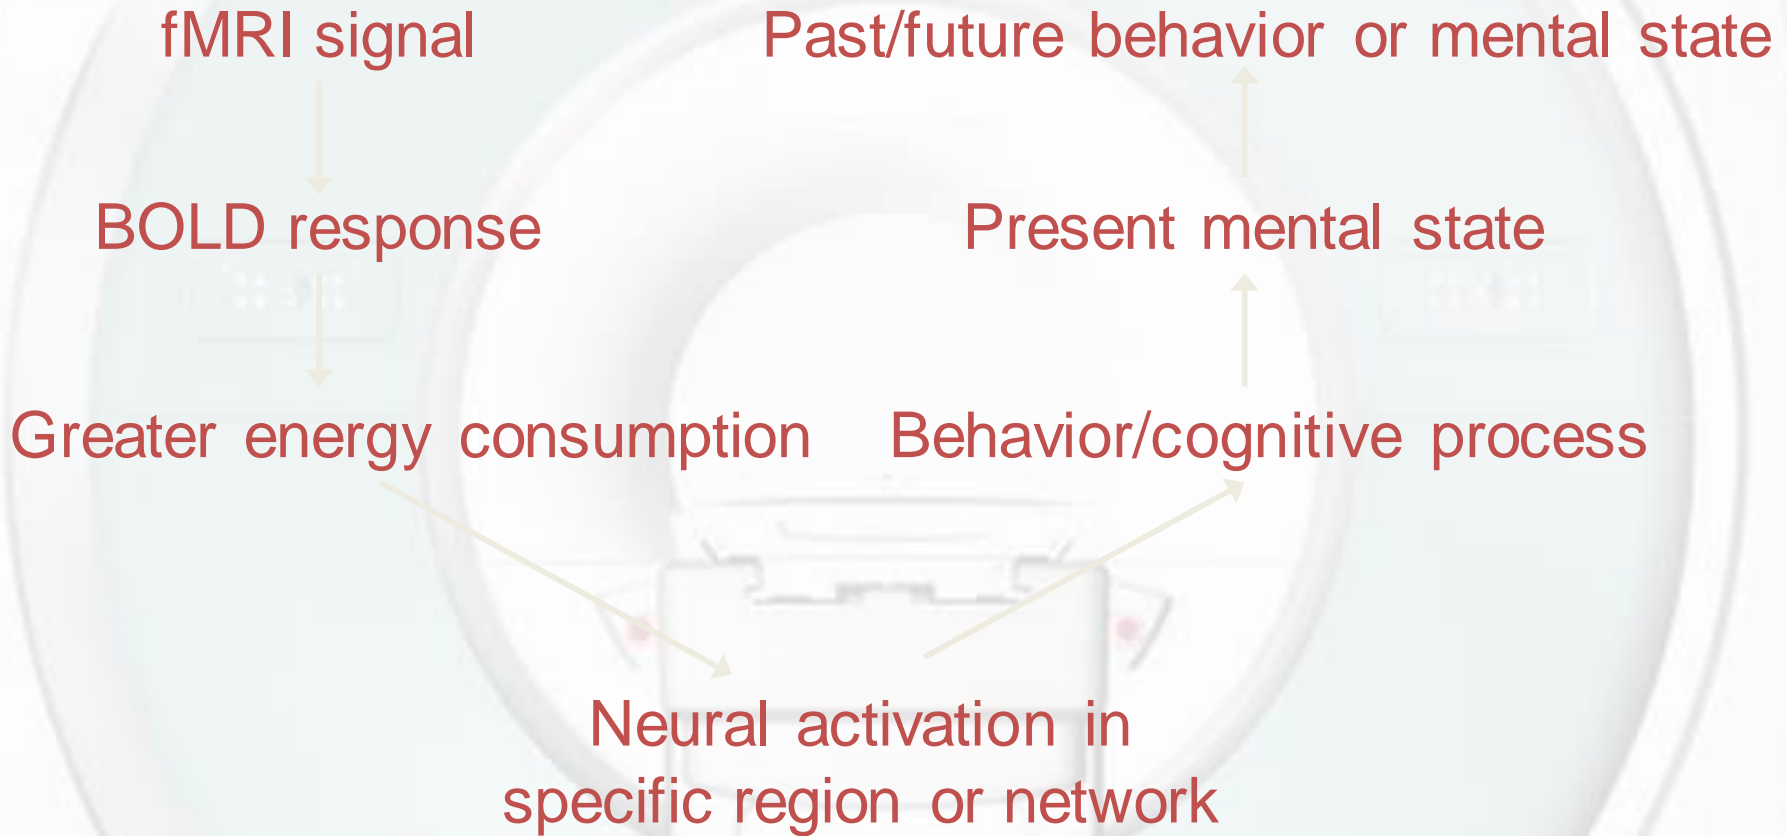 fMRI signal
Past/future behavior or mental state
BOLD response
Present mental state
Greater energy consumption
Behavior/cognitive process
Neural activation in
specific region or network